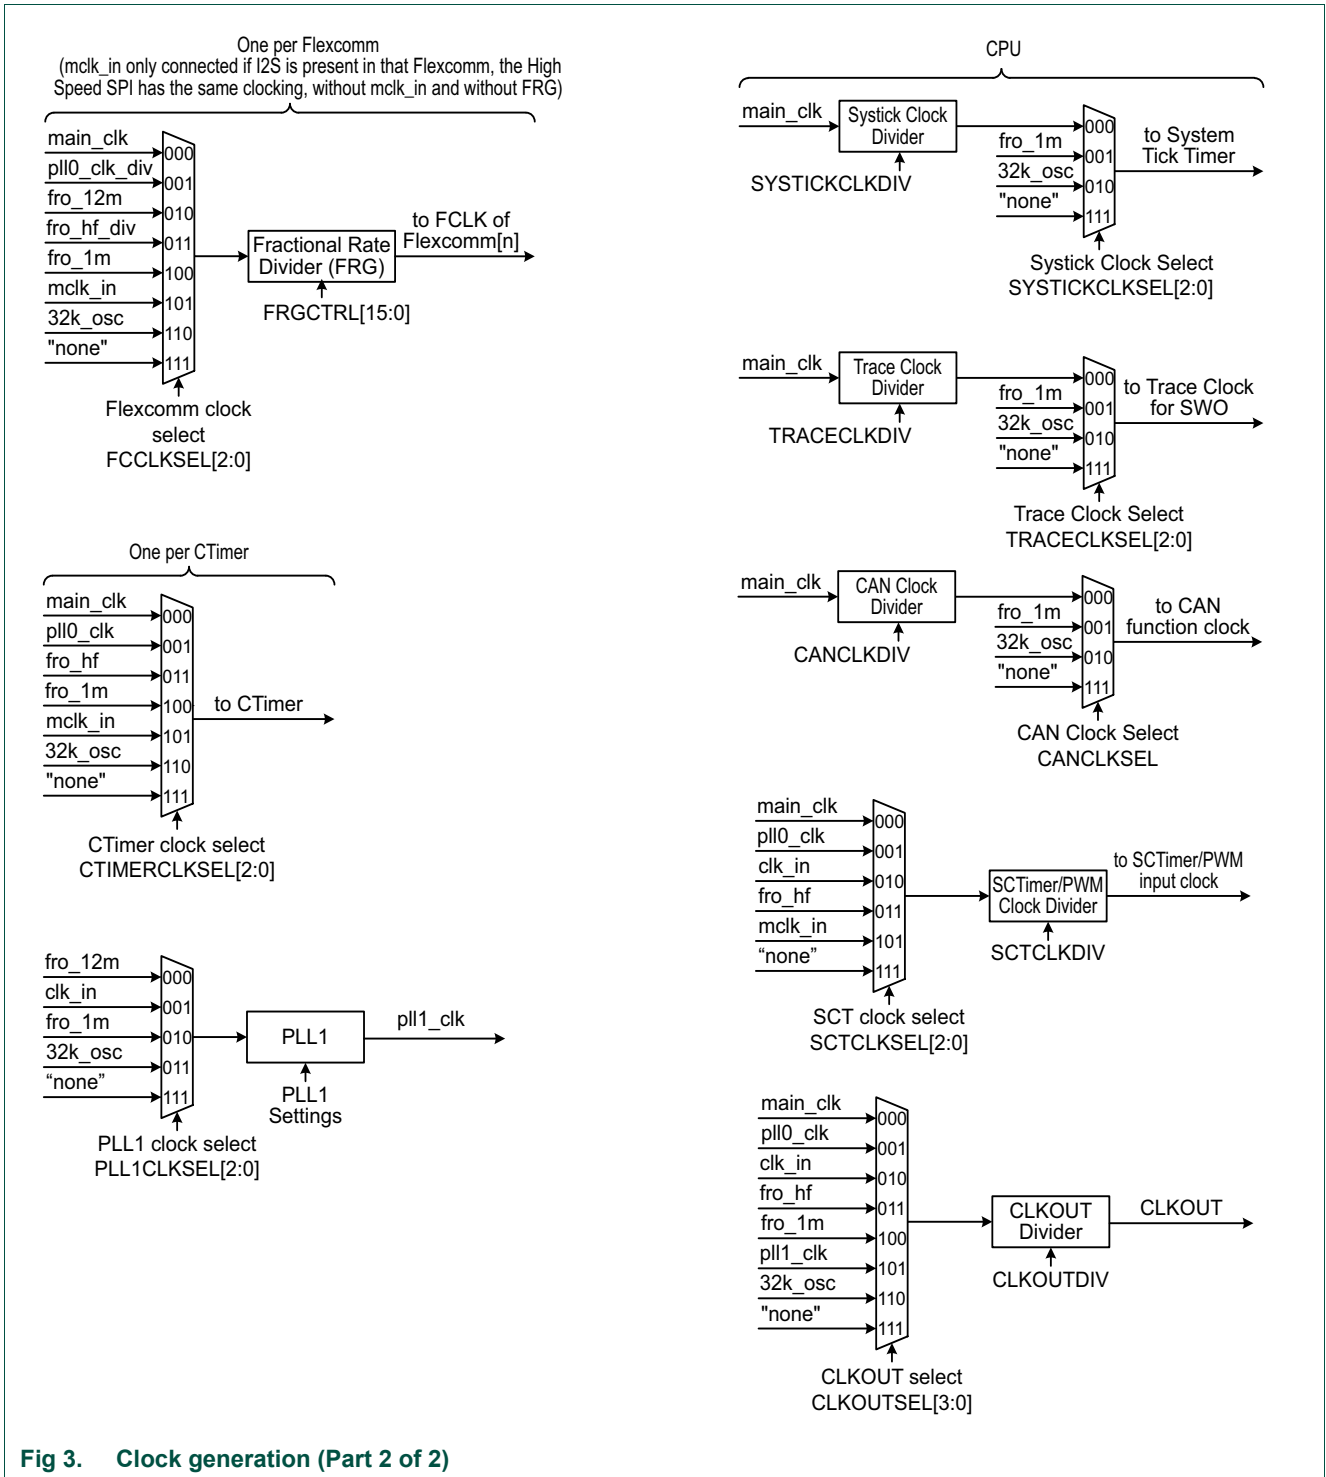 One per Flexcomm
(mclk_in only connected if I2S is present in that Flexcomm, the High
Speed SPI has the same clocking, without mclk_in and without FRG)
main_clk
000
pll0_clk_div
001
fro_12m
010
fro_hf_div
011
fro_1m
100
mclk_in
101
32k_osc
110
"none"
111
Fractional Rate
Divider (FRG)
to FCLK of
Flexcomm[n]
FRGCTRL[15:0]
Flexcomm clock
select
FCCLKSEL[2:0]
One per CTimer
main_clk
000
pll0_clk
001
fro_hf
011
fro_1m
100
mclk_in
101
32k_osc
110
"none"
111
to CTimer
CTimer clock select
CTIMERCLKSEL[2:0]
fro_12m
000
clk_in
001
fro_1m
010
32k_osc
011
“none”
111
PLL1
pll1_clk
PLL1
Settings
PLL1 clock select
PLL1CLKSEL[2:0]
CPU
main_clk
Systick Clock
Divider
SYSTICKCLKDIV
000
fro_1m
001
32k_osc
010
"none"
111
to System
Tick Timer
Systick Clock Select
SYSTICKCLKSEL[2:0]
main_clk
Trace Clock
Divider
TRACECLKDIV
000
fro_1m
001
32k_osc
010
"none"
111
to Trace Clock
for SWO
Trace Clock Select
TRACECLKSEL[2:0]
main_clk
CAN Clock
Divider
CANCLKDIV
000
fro_1m
001
32k_osc
010
"none"
111
to CAN
function clock
CAN Clock Select
CANCLKSEL
main_clk
000
pll0_clk
001
clk_in
010
fro_hf
011
mclk_in
101
“none”
111
SCTimer/PWM
Clock Divider
to SCTimer/PWM
input clock
SCTCLKDIV
SCT clock select
SCTCLKSEL[2:0]
main_clk
000
pll0_clk
001
clk_in
010
fro_hf
011
fro_1m
100
pll1_clk
101
32k_osc
110
"none"
111
CLKOUT
Divider
CLKOUT
CLKOUTDIV
CLKOUT select
CLKOUTSEL[3:0]
Fig 3. Clock generation (Part 2 of 2)